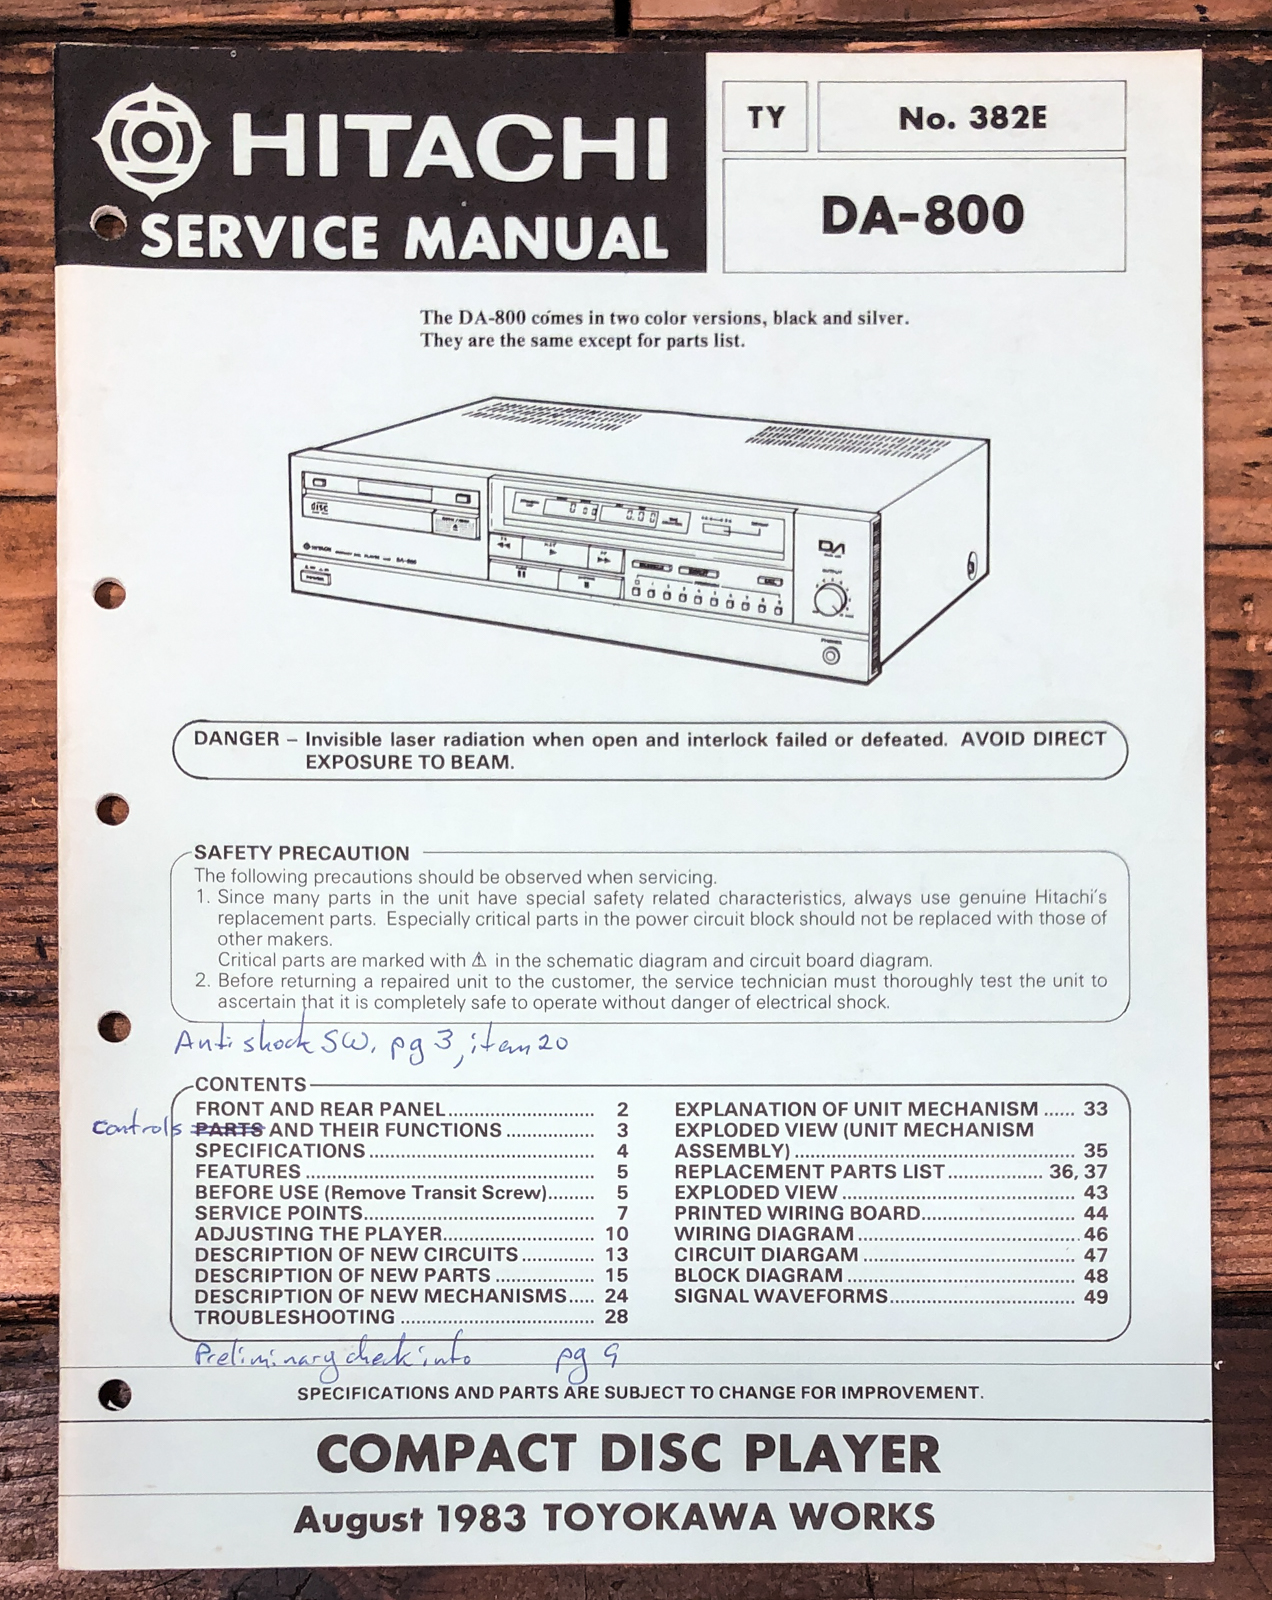 HITACHI
SERVICE MANUAL
TY
No. 382E
DA-800
The DA-800 comes in two color versions, black and silver.
They are the same except for parts list.
disc
HITACHI
DA-800
DA
OUTPUT
PHONES
DANGER – Invisible laser radiation when open and interlock failed or defeated. AVOID DIRECT
EXPOSURE TO BEAM.
SAFETY PRECAUTION
The following precautions should be observed when servicing.
1. Since many parts in the unit have special safety related characteristics, always use genuine Hitachi's
replacement parts. Especially critical parts in the power circuit block should not be replaced with those of
other makers.
Critical parts are marked with ⚠ in the schematic diagram and circuit board diagram.
2. Before returning a repaired unit to the customer, the service technician must thoroughly test the unit to
ascertain that it is completely safe to operate without danger of electrical shock.
Anti shock SW, pg 3, item 20
CONTENTS
FRONT AND REAR PANEL 2
controls PARTS AND THEIR FUNCTIONS 3
SPECIFICATIONS 4
FEATURES 5
BEFORE USE (Remove Transit Screw) 5
SERVICE POINTS 7
ADJUSTING THE PLAYER 10
DESCRIPTION OF NEW CIRCUITS 13
DESCRIPTION OF NEW PARTS 15
DESCRIPTION OF NEW MECHANISMS 24
TROUBLESHOOTING 28
EXPLANATION OF UNIT MECHANISM 33
EXPLODED VIEW (UNIT MECHANISM
ASSEMBLY) 35
REPLACEMENT PARTS LIST 36, 37
EXPLODED VIEW 43
PRINTED WIRING BOARD 44
WIRING DIAGRAM 46
CIRCUIT DIARGAM 47
BLOCK DIAGRAM 48
SIGNAL WAVEFORMS 49
Preliminary check info pg 9
SPECIFICATIONS AND PARTS ARE SUBJECT TO CHANGE FOR IMPROVEMENT.
COMPACT DISC PLAYER
August 1983 TOYOKAWA WORKS